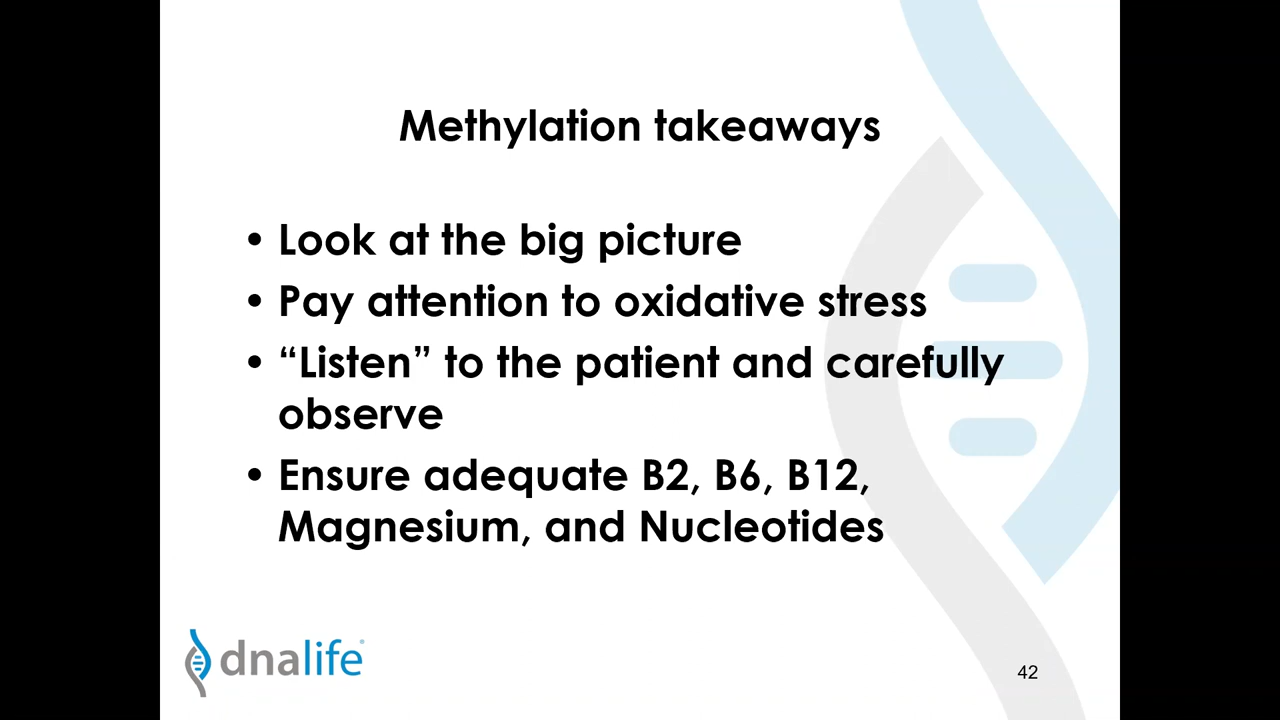 Methylation takeaways
• Look at the big picture
• Pay attention to oxidative stress
• “Listen” to the patient and carefully
observe
• Ensure adequate B2, B6, B12,
Magnesium, and Nucleotides
dnalife
42